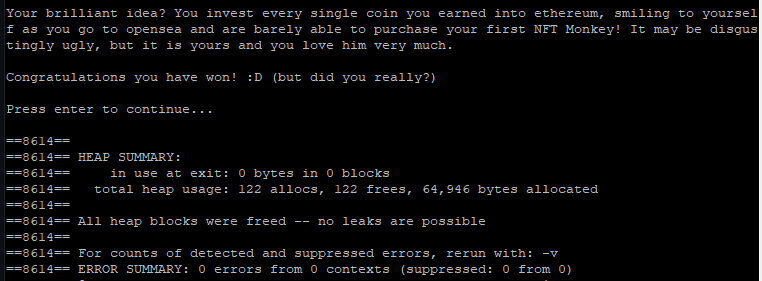 Your brilliant idea? You invest every single coin you earned into ethereum, smiling to yoursel
f as you go to opensea and are barely able to purchase your first NFT Monkey! It may be disgus
tingly ugly, but it is yours and you love him very much.
Congratulations you have won! :D (but did you really?)
Press enter to continue...
==8614==
==8614== HEAP SUMMARY:
==8614==     in use at exit: 0 bytes in 0 blocks
==8614==   total heap usage: 122 allocs, 122 frees, 64,946 bytes allocated
==8614==
==8614== All heap blocks were freed -- no leaks are possible
==8614==
==8614== For counts of detected and suppressed errors, rerun with: -v
==8614== ERROR SUMMARY: 0 errors from 0 contexts (suppressed: 0 from 0)